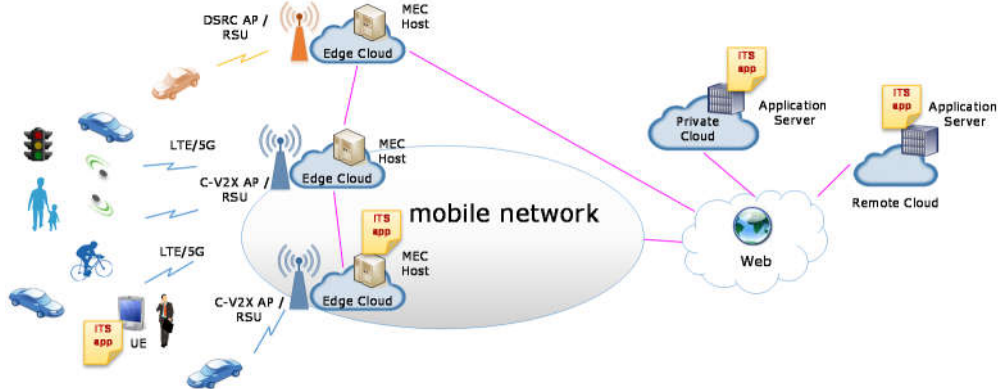 DSRC AP /
RSU
MEC
Host
Edge Cloud
ITS
app
Private
Cloud
Application
Server
ITS
app
Application
Server
Remote Cloud
LTE/5G
C-V2X AP /
RSU
MEC
Host
Edge Cloud
mobile network
Web
LTE/5G
ITS
app
MEC
Host
Edge Cloud
C-V2X AP /
RSU
ITS
app
UE